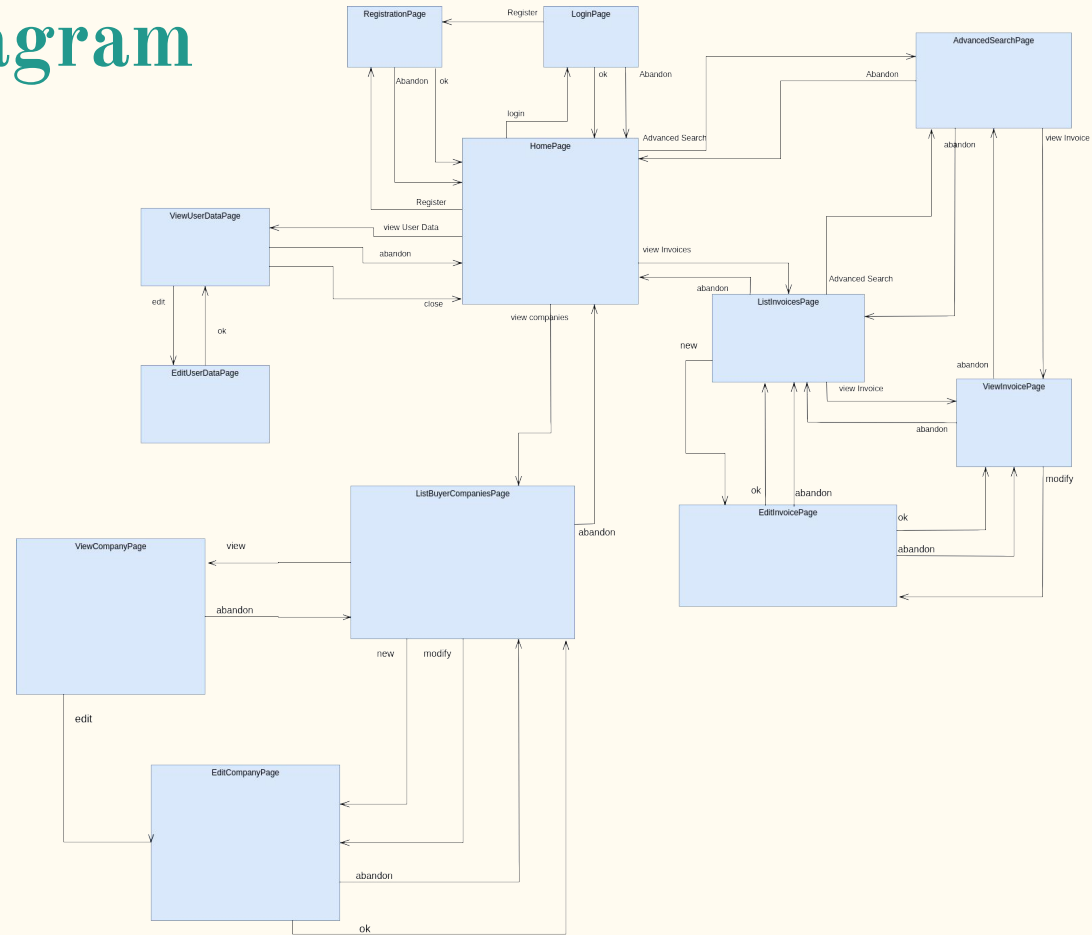 agram
RegistrationPage
Register
LoginPage
AdvancedSearchPage
Abandon
ok
ok
Abandon
Abandon
login
Advanced Search
HomePage
abandon
view Invoice
Register
ViewUserDataPage
view User Data
abandon
view Invoices
close
abandon
Advanced Search
edit
ok
view companies
ListInvoicesPage
new
EditUserDataPage
abandon
view Invoice
ViewInvoicePage
abandon
modify
ok
abandon
ListBuyerCompaniesPage
EditInvoicePage
ok
abandon
abandon
ViewCompanyPage
view
abandon
new
modify
edit
EditCompanyPage
abandon
ok